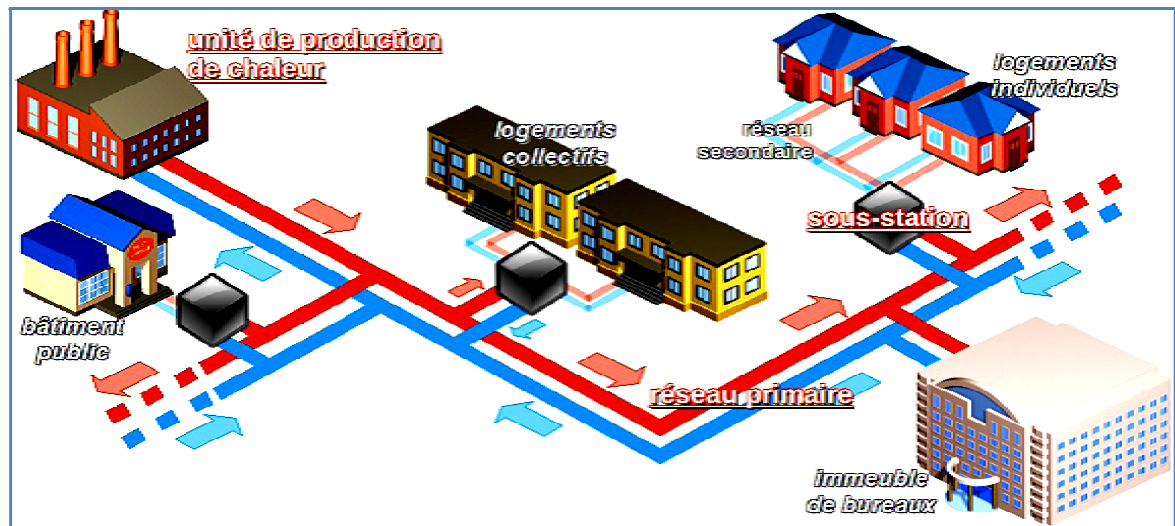 unité de production
de chaleur
logements
individuels
logements
collectifs
réseau
secondaire
sous-station
bâtiment
public
réseau primaire
immeuble
de bureaux